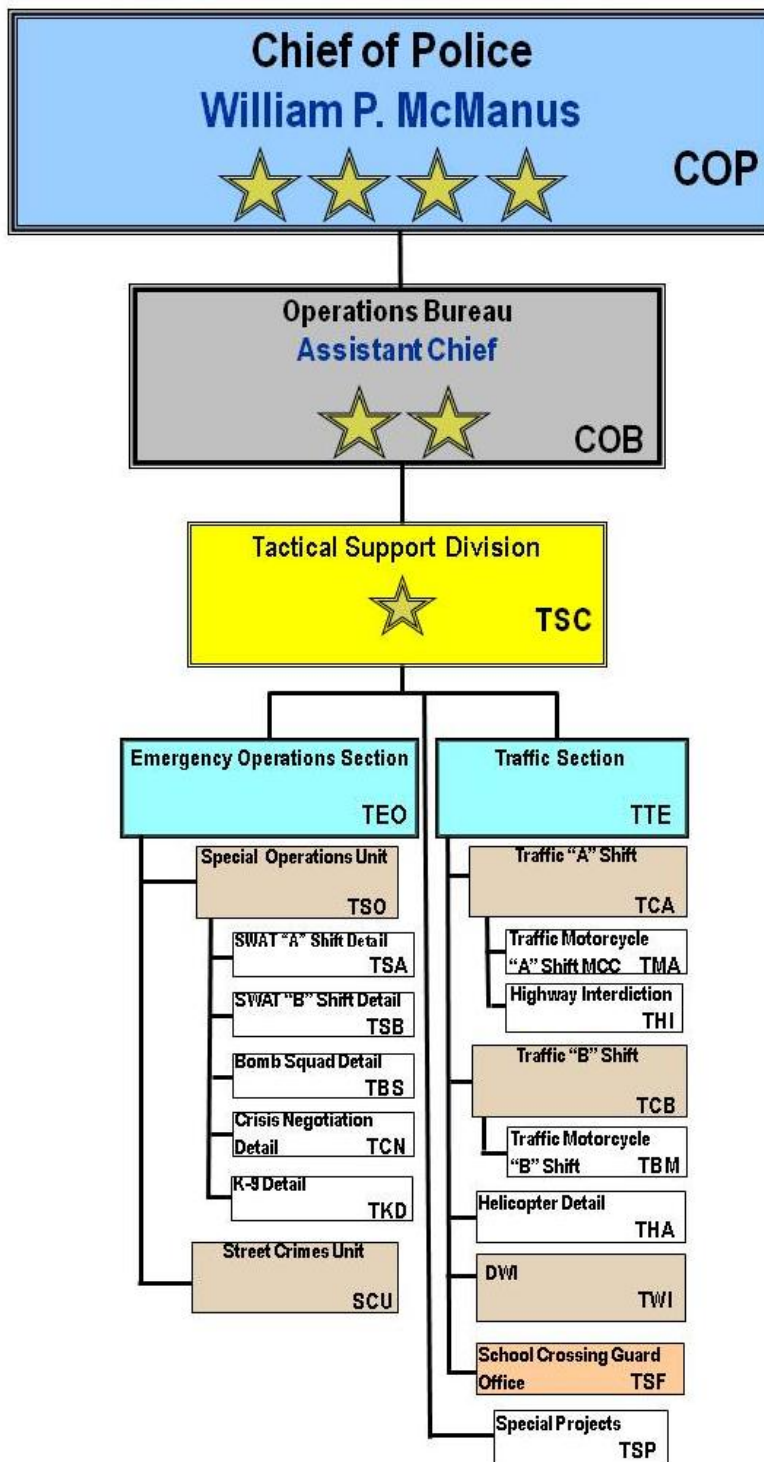 Chief of Police
William P. McManus
COP
Operations Bureau
Assistant Chief
COB
Tactical Support Division
TSC
Emergency Operations Section
TEO
Special Operations Unit
TSO
SWAT “A” Shift Detail
TSA
SWAT “B” Shift Detail
TSB
Bomb Squad Detail
TBS
Crisis Negotiation
Detail TCN
K-9 Detail
TKD
Street Crimes Unit
SCU
Traffic Section
TTE
Traffic “A” Shift
TCA
Traffic Motorcycle
“A” Shift MCC TMA
Highway Interdiction
THI
Traffic “B” Shift
TCB
Traffic Motorcycle
“B” Shift TBM
Helicopter Detail
THA
DWI
TWI
School Crossing Guard
Office TSF
Special Projects
TSP